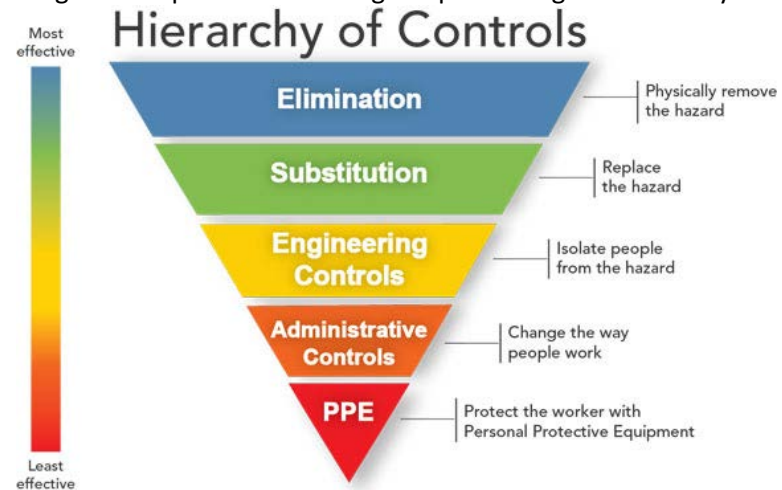 Hierarchy of Controls
Most
effective
Elimination
Physically remove
the hazard
Substitution
Replace
the hazard
Engineering
Controls
Isolate people
from the hazard
Administrative
Controls
Change the way
people work
PPE
Protect the worker with
Personal Protective Equipment
Least
effective